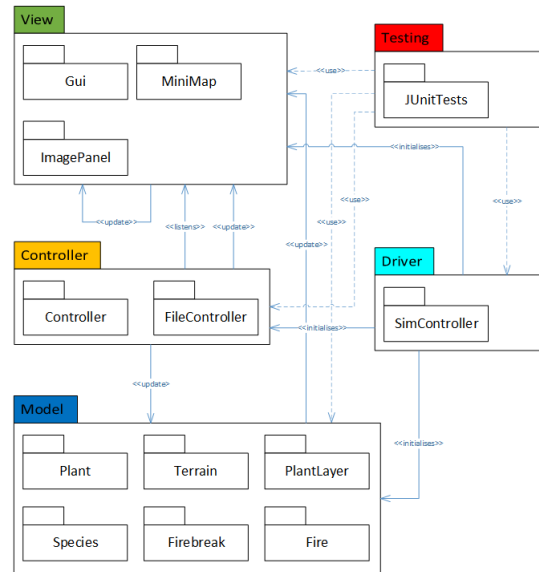 View
Testing
Gui
MiniMap
<<use>>
JUnitTests
ImagePanel
<<initialises>>
<<update>>
<<listens>>
<<update>>
<<use>>
<<use>>
<<use>>
<<update>>
Controller
Driver
Controller
FileController
SimController
<<initialises>>
<<update>
Model
<<initialises>>
Plant
Terrain
PlantLayer
Species
Firebreak
Fire